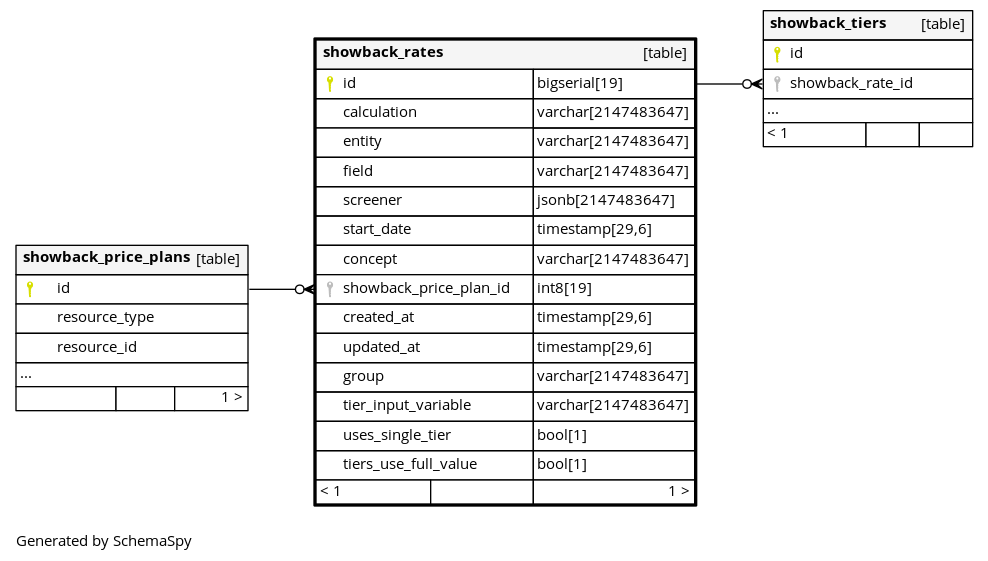 showback_tiers [table]
id
showback_rate_id
...
< 1
showback_rates [table]
id bigserial[19]
calculation varchar[2147483647]
entity varchar[2147483647]
field varchar[2147483647]
screener jsonb[2147483647]
start_date timestamp[29,6]
concept varchar[2147483647]
showback_price_plan_id int8[19]
created_at timestamp[29,6]
updated_at timestamp[29,6]
group varchar[2147483647]
tier_input_variable varchar[2147483647]
uses_single_tier bool[1]
tiers_use_full_value bool[1]
< 1 1 >
showback_price_plans [table]
id
resource_type
resource_id
...
1 >
Generated by SchemaSpy